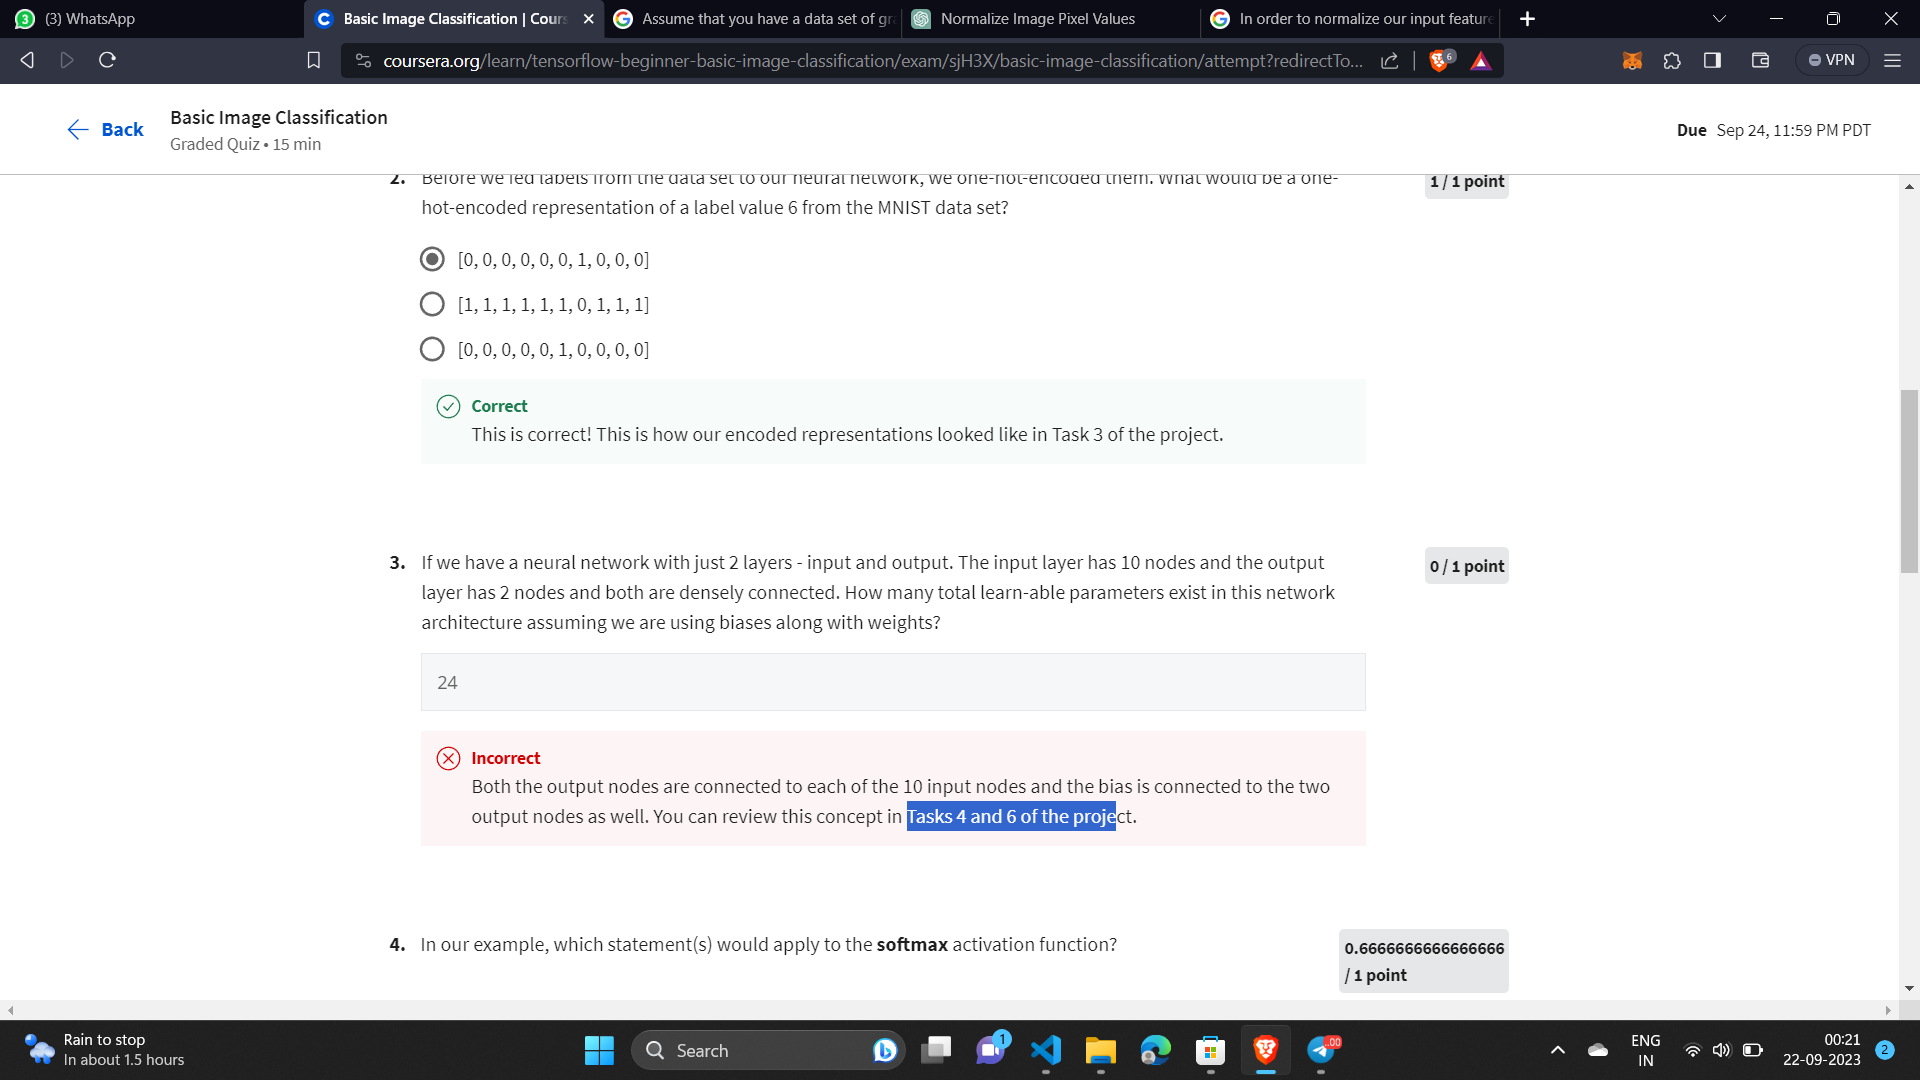 3
(3) WhatsApp
Basic Image Classification | Cours
Assume that you have a data set of gra
Normalize Image Pixel Values
In order to normalize our input feature
coursera.org/learn/tensorflow-beginner-basic-image-classification/exam/sjH3X/basic-image-classification/attempt?redirectTo...
6
VPN
Back
Basic Image Classification
Graded Quiz • 15 min
Due Sep 24, 11:59 PM PDT
2. Before we fed labels from the data set to our neural network, we one-hot-encoded them. What would be a one-
hot-encoded representation of a label value 6 from the MNIST data set?
1 / 1 point
[0, 0, 0, 0, 0, 0, 1, 0, 0, 0]
[1, 1, 1, 1, 1, 1, 0, 1, 1, 1]
[0, 0, 0, 0, 0, 1, 0, 0, 0, 0]
Correct
This is correct! This is how our encoded representations looked like in Task 3 of the project.
3. If we have a neural network with just 2 layers - input and output. The input layer has 10 nodes and the output
layer has 2 nodes and both are densely connected. How many total learn-able parameters exist in this network
architecture assuming we are using biases along with weights?
0 / 1 point
24
Incorrect
Both the output nodes are connected to each of the 10 input nodes and the bias is connected to the two
output nodes as well. You can review this concept in Tasks 4 and 6 of the project.
4. In our example, which statement(s) would apply to the softmax activation function?
0.6666666666666666
/ 1 point
Rain to stop
In about 1.5 hours
Search
1
.00
ENG
IN
00:21
22-09-2023
2